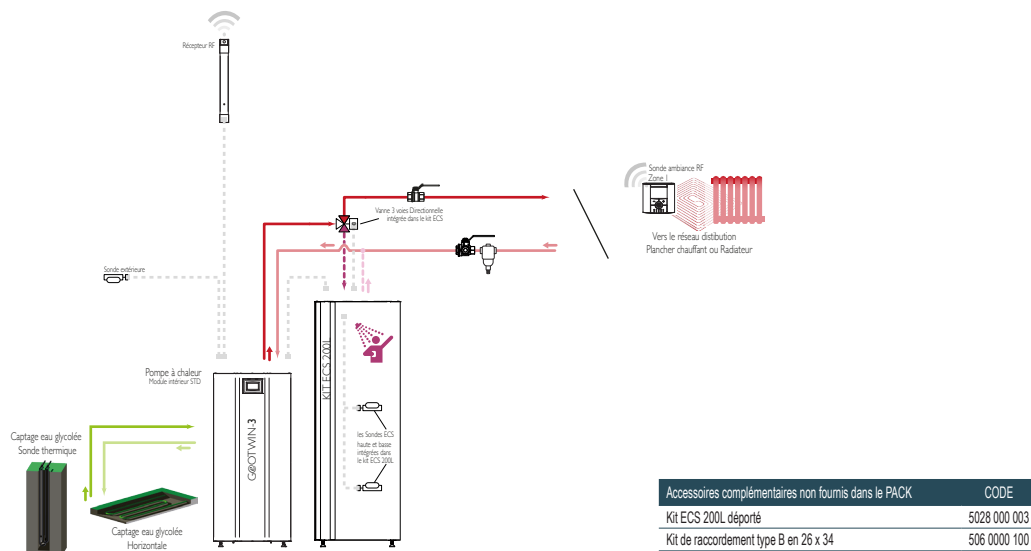 Récepteur RF
Sonde ambiance RF
Zone 1
Vanne 3 voies Directionnelle
intégrée dans le kit ECS
Vers le réseau distibution
Plancher chauffant ou Radiateur
Sonde extérieure
KIT ECS 200L
Pompe à chaleur
Module intérieur STD
G@OTWIN-3
les Sondes ECS
haute et basse
intégrées dans
le kit ECS 200L
Captage eau glycolée
Sonde thermique
Captage eau glycolée
Horizontale
Accessoires complémentaires non fournis dans le PACK CODE
Kit ECS 200L déporté 5028 000 003
Kit de raccordement type B en 26 x 34 506 0000 100